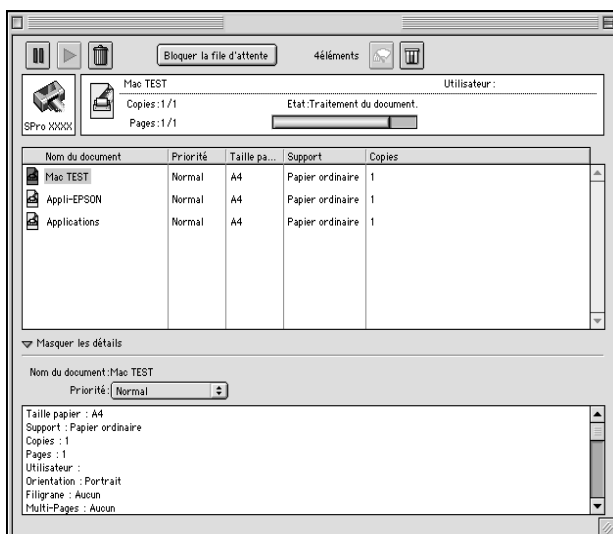 Bloquer la file d'attente 4éléments
Mac TEST Utilisateur :
Copies:1/1 Etat:Traitement du document.
Pages:1/1
SPro XXXX
Nom du document Priorité Taille pa... Support Copies
Mac TEST Normal A4 Papier ordinaire 1
Appli-EPSON Normal A4 Papier ordinaire 1
Applications Normal A4 Papier ordinaire 1
Masquer les détails
Nom du document :Mac TEST
Priorité: Normal
Taille papier : A4
Support : Papier ordinaire
Copies : 1
Pages : 1
Utilisateur :
Orientation : Portrait
Filigrane : Aucun
Multi-Pages : Aucun